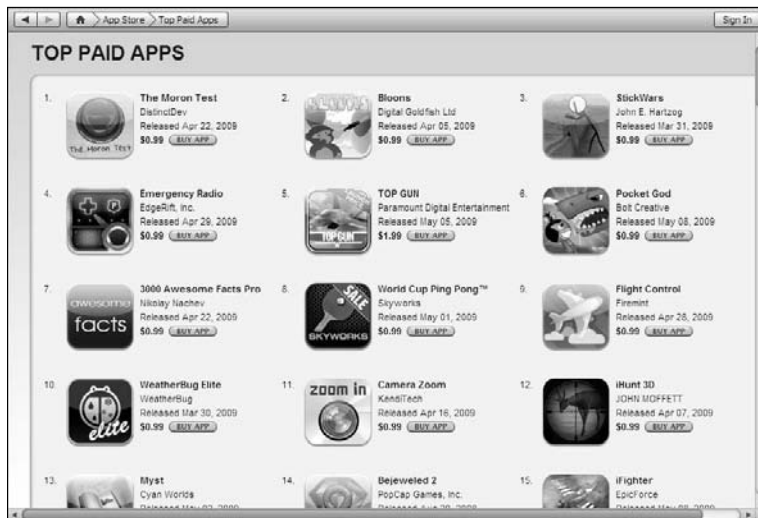 App Store Top Paid Apps Sign In
TOP PAID APPS
1. The Moron Test
DistinctDev
Released Apr 22, 2009
$0.99 BUY APP
The Moron Test
2. Bloons
Digital Goldfish Ltd
Released Apr 05, 2009
$0.99 BUY APP
BLOONS
3. StickWars
John E. Hartzog
Released Mar 31, 2009
$0.99 BUY APP
4. Emergency Radio
EdgeRift, Inc.
Released Apr 29, 2009
$0.99 BUY APP
5. TOP GUN
Paramount Digital Entertainment
Released May 05, 2009
$1.99 BUY APP
TOP GUN
6. Pocket God
Bolt Creative
Released May 08, 2009
$0.99 BUY APP
7. 3000 Awesome Facts Pro
Nikolay Nachev
Released Apr 22, 2009
$0.99 BUY APP
awesome
facts
8. World Cup Ping Pong™
Skyworks
Released May 01, 2009
$0.99 BUY APP
SALE
SKYWORKS
9. Flight Control
Firemint
Released Apr 28, 2009
$0.99 BUY APP
10. WeatherBug Elite
WeatherBug
Released Mar 30, 2009
$0.99 BUY APP
elite
11. Camera Zoom
KendiTech
Released Apr 16, 2009
$0.99 BUY APP
zoom in
12. iHunt 3D
JOHN MOFFETT
Released Apr 07, 2009
$0.99 BUY APP
13. Myst
Cyan Worlds
14. Bejeweled 2
PopCap Games, Inc.
15. iFighter
EpicForce